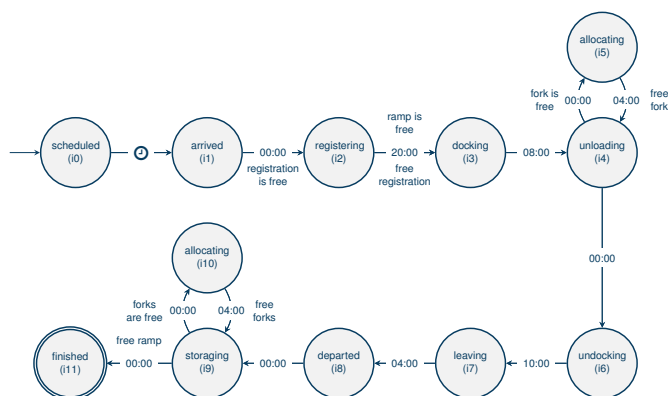 allocating
(i5)
fork is
free
00:00
04:00
free
fork
scheduled
(i0)
arrived
(i1)
00:00
registration
is free
registering
(i2)
ramp is
free
20:00
free
registration
docking
(i3)
08:00
unloading
(i4)
00:00
allocating
(i10)
forks
are free
00:00
04:00
free
forks
finished
(i11)
free ramp
00:00
storaging
(i9)
00:00
departed
(i8)
04:00
leaving
(i7)
10:00
undocking
(i6)